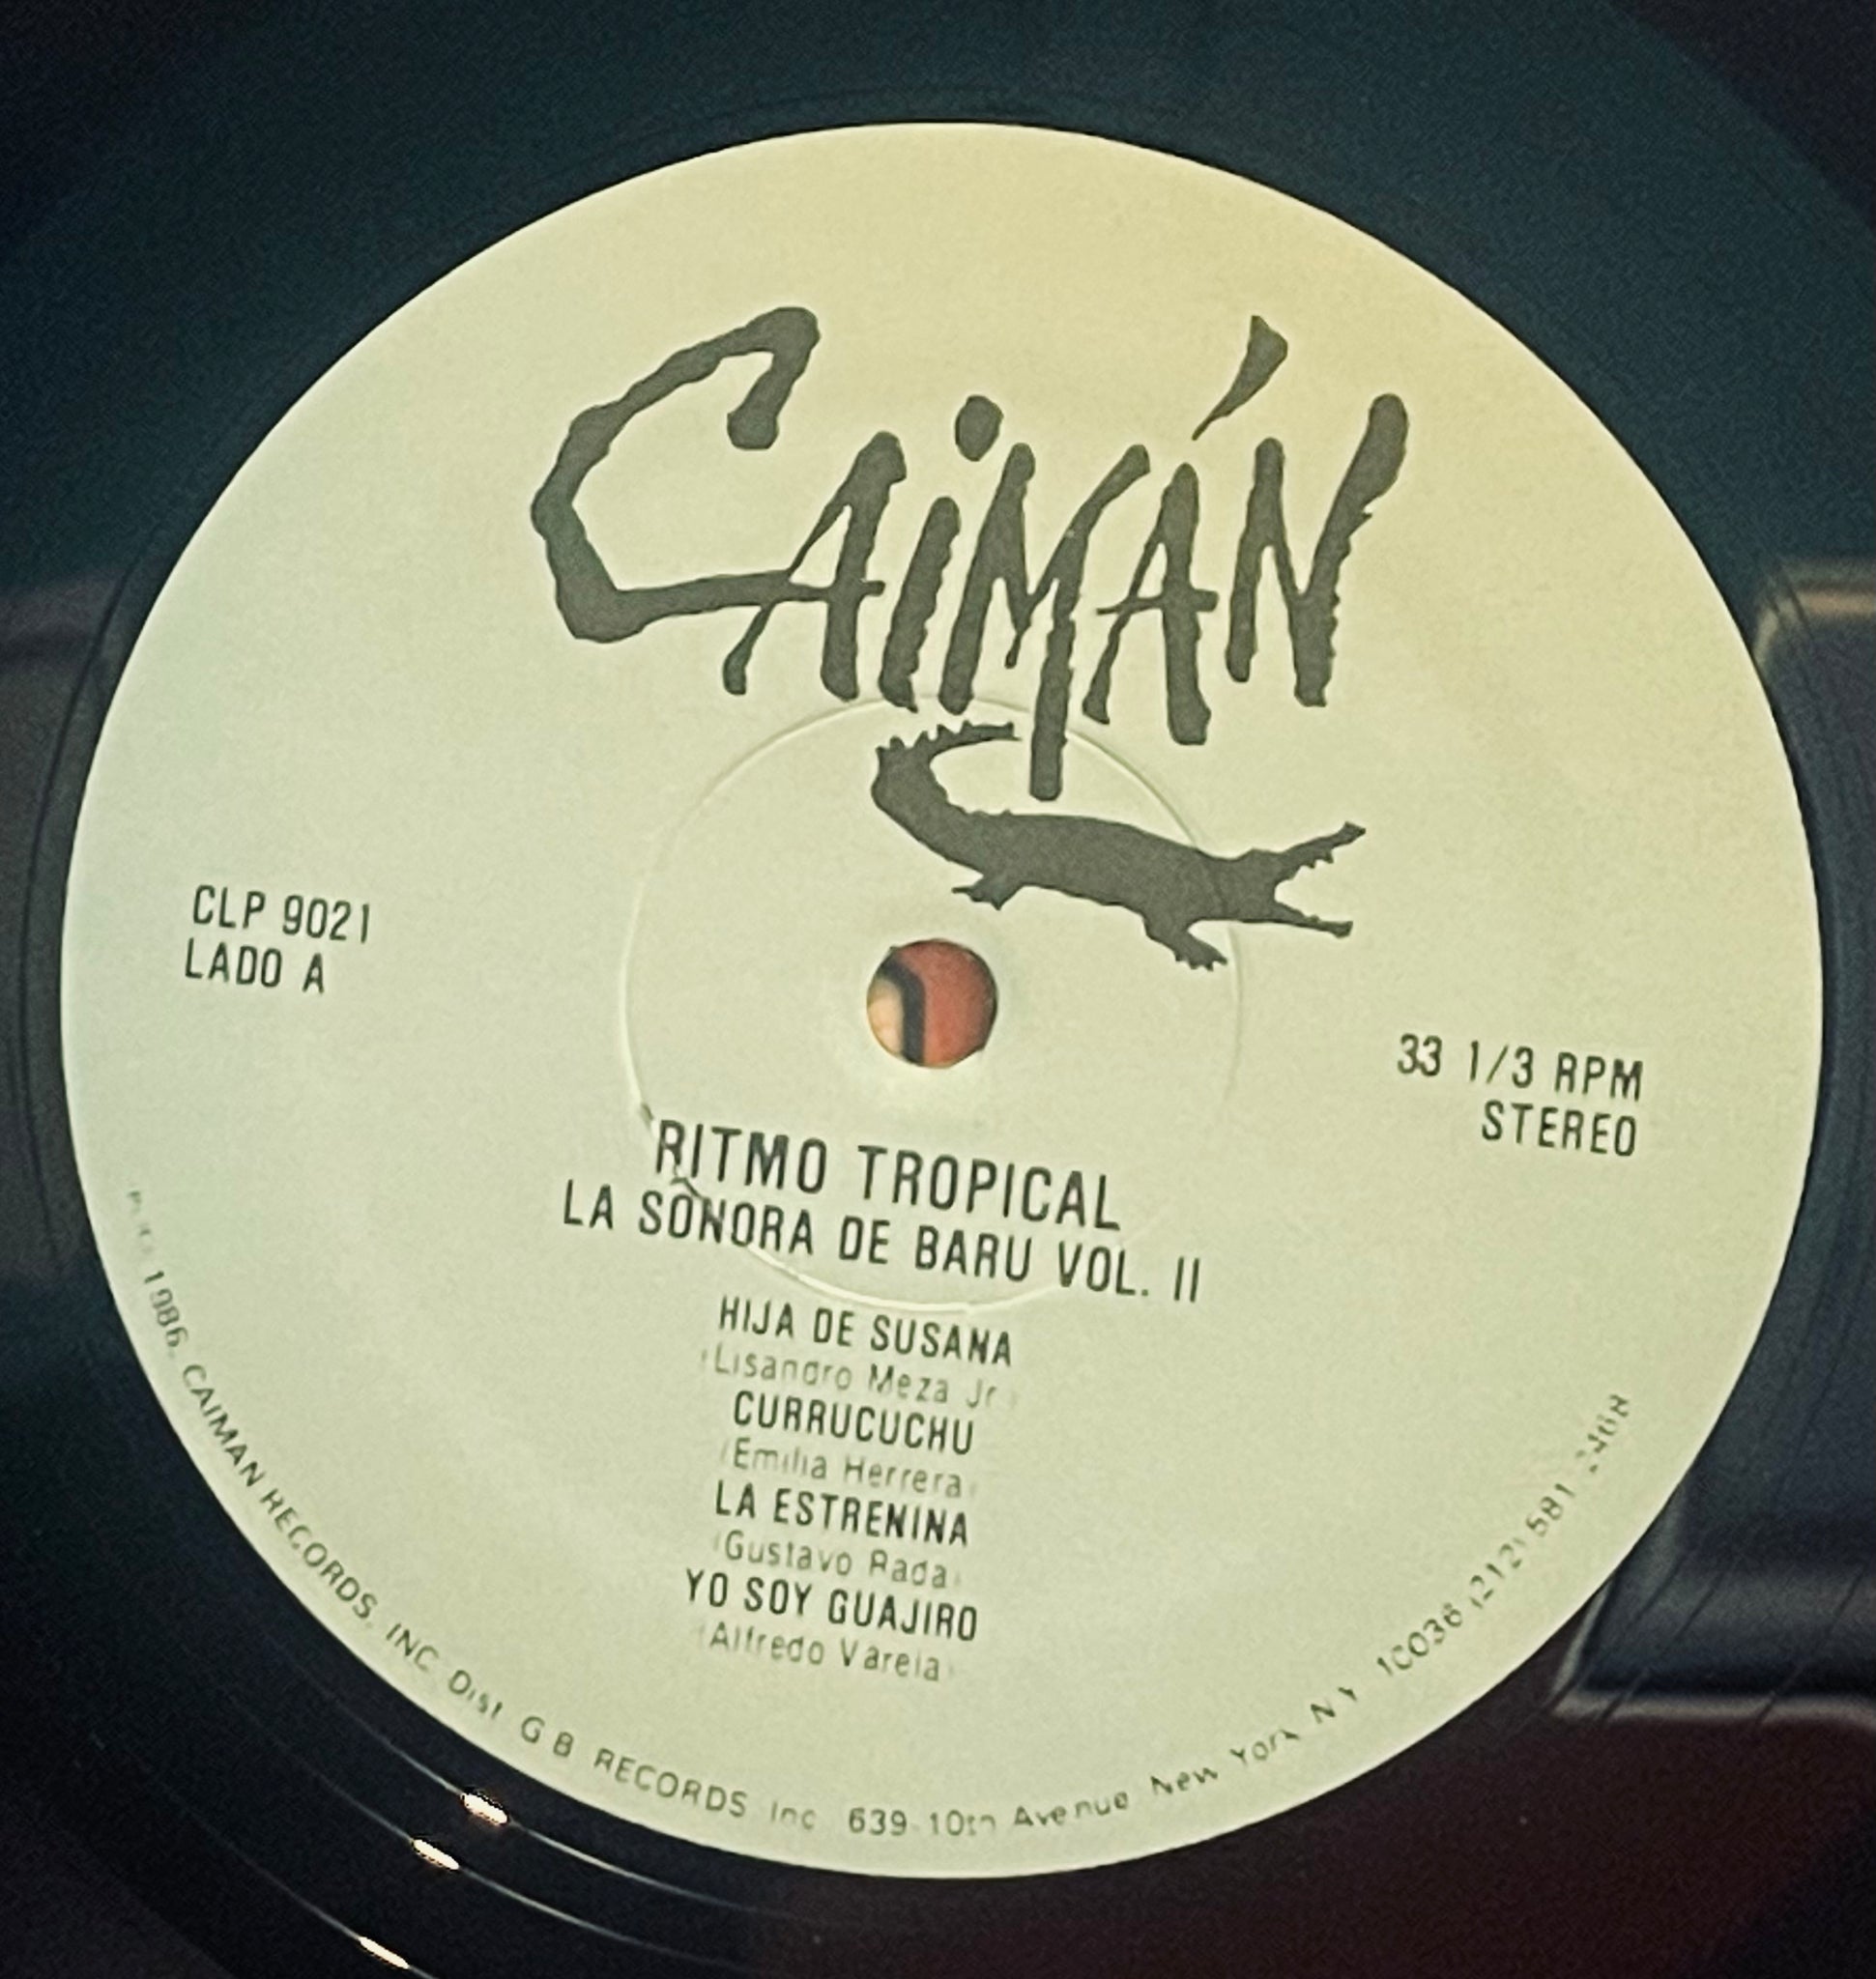 CAiMÁN
CLP 9021
LADO A
33 1/3 RPM
STEREO
RITMO TROPICAL
LA SONORA DE BARU VOL. II
HIJA DE SUSANA
(Lisandro Meza Jr.)
CURRUCUCHU
(Emilia Herrera)
LA ESTRENINA
(Gustavo Rada)
YO SOY GUAJIRO
(Alfredo Varela)
1986. CAIMAN RECORDS, INC Dist. G B RECORDS Inc 639 10th Avenue New York N Y 10036 (212) 581-2468